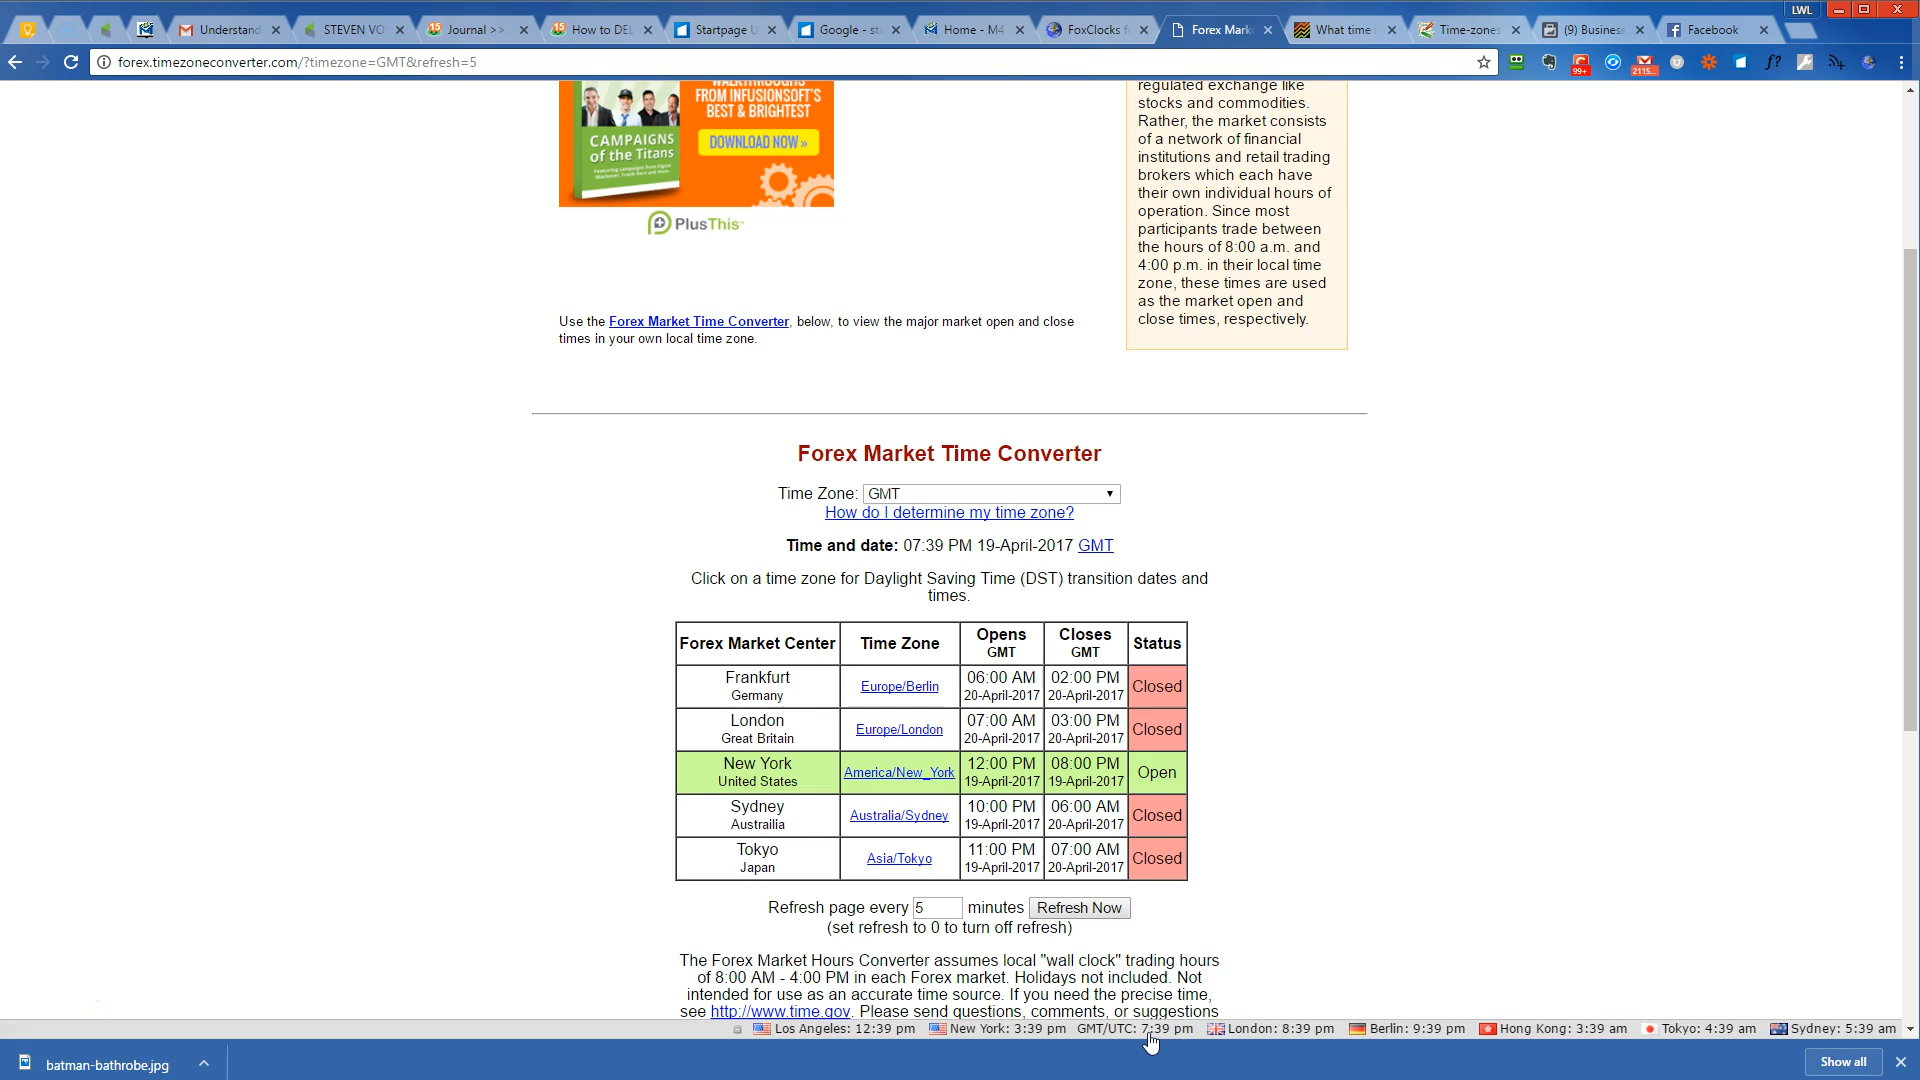 LWL
Understand
STEVEN VO
Journal >>
How to DEL
Startpage U
Google - sta
Home - M4
FoxClocks fo
Forex Mark
What time i
Time-zones
(9) Business
Facebook
forex.timezoneconverter.com/?timezone=GMT&refresh=5
99+
2115...
f?
FROM INFUSIONSOFT'S
BEST & BRIGHTEST
CAMPAIGNS
of the Titans
DOWNLOAD NOW »
PlusThis™
regulated exchange like
stocks and commodities.
Rather, the market consists
of a network of financial
institutions and retail trading
brokers which each have
their own individual hours of
operation. Since most
participants trade between
the hours of 8:00 a.m. and
4:00 p.m. in their local time
zone, these times are used
as the market open and
close times, respectively.
Use the Forex Market Time Converter, below, to view the major market open and close
times in your own local time zone.
Forex Market Time Converter
Time Zone: GMT
How do I determine my time zone?
Time and date: 07:39 PM 19-April-2017 GMT
Click on a time zone for Daylight Saving Time (DST) transition dates and
times.
Forex Market Center Time Zone Opens GMT Closes GMT Status
Frankfurt Germany Europe/Berlin 06:00 AM 20-April-2017 02:00 PM 20-April-2017 Closed
London Great Britain Europe/London 07:00 AM 20-April-2017 03:00 PM 20-April-2017 Closed
New York United States America/New_York 12:00 PM 19-April-2017 08:00 PM 19-April-2017 Open
Sydney Austrailia Australia/Sydney 10:00 PM 19-April-2017 06:00 AM 20-April-2017 Closed
Tokyo Japan Asia/Tokyo 11:00 PM 19-April-2017 07:00 AM 20-April-2017 Closed
Refresh page every 5 minutes Refresh Now
(set refresh to 0 to turn off refresh)
The Forex Market Hours Converter assumes local "wall clock" trading hours
of 8:00 AM - 4:00 PM in each Forex market. Holidays not included. Not
intended for use as an accurate time source. If you need the precise time,
see http://www.time.gov. Please send questions, comments, or suggestions
Los Angeles: 12:39 pm New York: 3:39 pm GMT/UTC: 7:39 pm London: 8:39 pm Berlin: 9:39 pm Hong Kong: 3:39 am Tokyo: 4:39 am Sydney: 5:39 am
batman-bathrobe.jpg
Show all